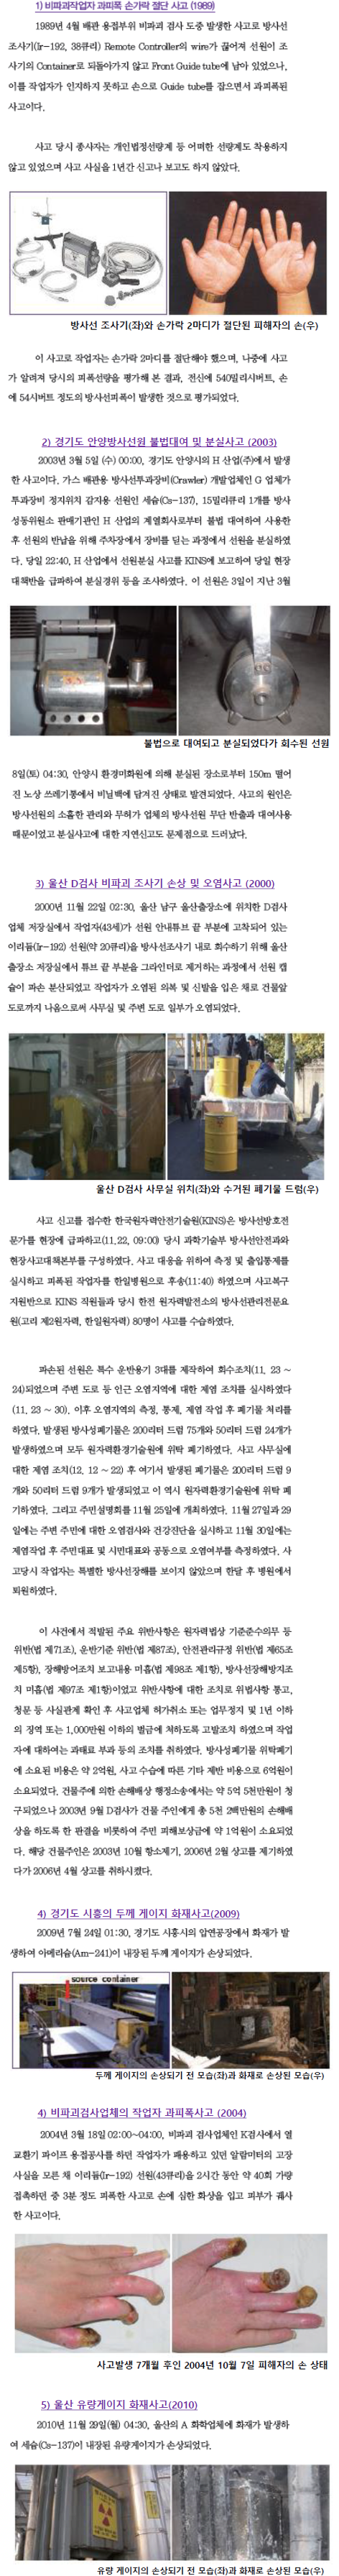 1) 비파괴작업자 과피폭 손가락 절단 사고 (1989)
1989년 4월 배관 용접부위 비파괴 검사 도중 발생한 사고로 방사선
조사기(Ir-192, 38큐리) Remote Controller의 wire가 끊어져 선원이 조
사기의 Container로 되돌아가지 않고 Front Guide tube에 남아 있었으나,
이를 작업자가 인지하지 못하고 손으로 Guide tube를 잡으면서 과피폭된
사고이다.
사고 당시 종사자는 개인법정선량계 등 어떠한 선량계도 착용하지
않고 있었으며 사고 사실을 1년간 신고나 보고도 하지 않았다.
방사선 조사기(좌)와 손가락 2마디가 절단된 피해자의 손(우)
이 사고로 작업자는 손가락 2마디를 절단해야 했으며, 나중에 사고
가 알려져 당시의 피폭선량을 평가해 본 결과, 전신에 540밀리시버트, 손
에 54시버트 정도의 방사선피폭이 발생한 것으로 평가되었다.
2) 경기도 안양방사선원 불법대여 및 분실사고 (2003)
2003년 3월 5일 (수) 00:00, 경기도 안양시의 H 산업(주)에서 발생
한 사고이다. 가스 배관용 방사선투과장비(Crawler) 개발업체인 G 업체가
투과장비 정지위치 감지용 선원인 세슘(Cs-137), 15밀리큐리 1개를 방사
성동위원소 판매기관인 H 산업의 계열회사로부터 불법 대여하여 사용한
후 선원의 반납을 위해 주차장에서 장비를 딛는 과정에서 선원을 분실하였
다. 당일 22:40, H 산업에서 선원분실 사고를 KINS에 보고하여 당일 현장
대책반을 급파하여 분실경위 등을 조사하였다. 이 선원은 3일이 지난 3월
불법으로 대여되고 분실되었다가 회수된 선원
8일(토) 04:30, 안양시 환경미화원에 의해 분실된 장소로부터 150m 떨어
진 노상 쓰레기통에서 비닐백에 담겨진 상태로 발견되었다. 사고의 원인은
방사선원의 소홀한 관리와 무허가 업체의 방사선원 무단 반출과 대여사용
때문이었고 분실사고에 대한 지연신고도 문제점으로 드러났다.
3) 울산 D검사 비파괴 조사기 손상 및 오염사고 (2000)
2000년 11월 22일 02:30, 울산 남구 울산출장소에 위치한 D검사
업체 저장실에서 작업자(43세)가 선원 안내튜브 끝 부분에 고착되어 있는
이리듐(Ir-192) 선원(약 20큐리)을 방사선조사기 내로 회수하기 위해 울산
출장소 저장실에서 튜브 끝 부분을 그라인더로 제거하는 과정에서 선원 캡
슐이 파손 분산되었고 작업자가 오염된 의복 및 신발을 입은 채로 건물앞
도로까지 나옴으로써 사무실 및 주변 도로 일부가 오염되었다.
울산 D검사 사무실 위치(좌)와 수거된 폐기물 드럼(우)
사고 신고를 접수한 한국원자력안전기술원(KINS)은 방사선방호전
문가를 현장에 급파하고(11.22, 09:00) 당시 과학기술부 방사선안전과와
현장사고대책본부를 구성하였다. 사고 대응을 위하여 측정 및 출입통제를
실시하고 피폭된 작업자를 한일병원으로 후송(11:40) 하였으며 사고복구
지원반으로 KINS 직원들과 당시 한전 원자력발전소의 방사선관리전문요
원(고리 제2원자력, 한일원자력) 80명이 사고를 수습하였다.
파손된 선원은 특수 운반용기 3대를 제작하여 회수조치(11. 23 ~
24)되었으며 주변 도로 등 인근 오염지역에 대한 제염 조치를 실시하였다
(11. 23 ~ 30). 이후 오염지역의 측정, 통제, 제염 작업 후 폐기물 처리를
하였다. 발생된 방사성폐기물은 200리터 드럼 75개와 50리터 드럼 24개가
발생하였으며 모두 원자력환경기술원에 위탁 폐기하였다. 사고 사무실에
대한 제염 조치(12. 12 ~ 22) 후 여기서 발생된 폐기물은 200리터 드럼 9
개와 50리터 드럼 9개가 발생되었고 이 역시 원자력환경기술원에 위탁 폐
기하였다. 그리고 주민설명회를 11월 25일에 개최하였다. 11월 27일과 29
일에는 주변 주민에 대한 오염검사와 건강진단을 실시하고 11월 30일에는
제염작업 후 주민대표 및 시민대표와 공동으로 오염여부를 측정하였다. 사
고당시 작업자는 특별한 방사선장해를 보이지 않았으며 한달 후 병원에서
퇴원하였다.
이 사건에서 적발된 주요 위반사항은 원자력법상 기준준수의무 등
위반(법 제71조), 운반기준 위반(법 제87조), 안전관리규정 위반(법 제65조
제5항), 장해방어조치 보고내용 미흡(법 제98조 제1항), 방사선장해방지조
치 미흡(법 제97조 제1항)이었고 위반사항에 대한 조치로 위법사항 통고,
청문 등 사실관계 확인 후 사고업체 허가취소 또는 업무정지 및 1년 이하
의 징역 또는 1,000만원 이하의 벌금에 처하도록 고발조치 하였으며 작업
자에 대하여는 과태료 부과 등의 조치를 취하였다. 방사성폐기물 위탁폐기
에 소요된 비용은 약 2억원, 사고 수습에 따른 기타 제반 비용으로 6억원이
소요되었다. 건물주에 의한 손해배상 행정소송에서는 약 5억 5천만원이 청
구되었으나 2003년 9월 D검사가 건물 주인에게 총 5천 2백만원의 손해배
상을 하도록 한 판결을 비롯하여 주민 피해보상금에 약 1억원이 소요되었
다. 해당 건물주인은 2003년 10월 항소제기, 2006년 2월 상고를 제기하였
다가 2006년 4월 상고를 취하시켰다.
4) 경기도 시흥의 두께 게이지 화재사고(2009)
2009년 7월 24일 01:30, 경기도 시흥시의 압연공장에서 화재가 발
생하여 아메리슘(Am-241)이 내장된 두께 게이지가 손상되었다.
source container
두께 게이지의 손상되기 전 모습(좌)과 화재로 손상된 모습(우)
4) 비파괴검사업체의 작업자 과피폭사고 (2004)
2004년 3월 18일 02:00~04:00, 비파괴 검사업체인 K검사에서 열
교환기 파이프 용접공사를 하던 작업자가 패용하고 있던 알람미터의 고장
사실을 모른 채 이리듐(Ir-192) 선원(43큐리)을 2시간 동안 약 40회 가량
접촉하던 중 3분 정도 피폭한 사고로 손에 심한 화상을 입고 피부가 궤사
한 사고이다.
사고발생 7개월 후인 2004년 10월 7일 피해자의 손 상태
5) 울산 유량게이지 화재사고(2010)
2010년 11월 29일(월) 04:30, 울산의 A 화학업체에 화재가 발생하
여 세슘(Cs-137)이 내장된 유량게이지가 손상되었다.
유량 게이지의 손상되기 전 모습(좌)과 화재로 손상된 모습(우)